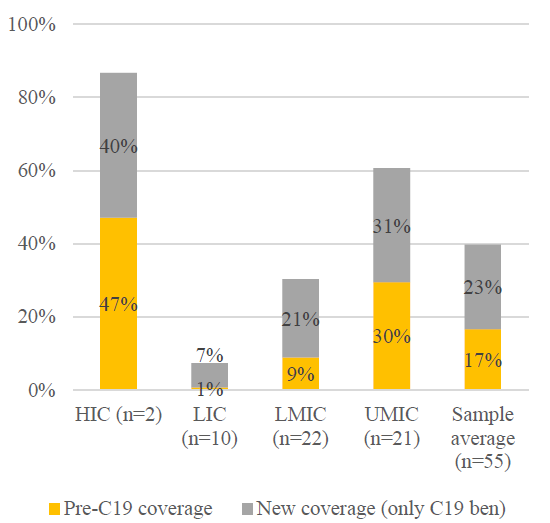 100%
80%
60%
40%
20%
0%
40%
47%
7%
1%
21%
9%
31%
30%
23%
17%
HIC (n=2)
LIC
(n=10)
LMIC
(n=22)
UMIC
(n=21)
Sample
average
(n=55)
Pre-C19 coverage
New coverage (only C19 ben)